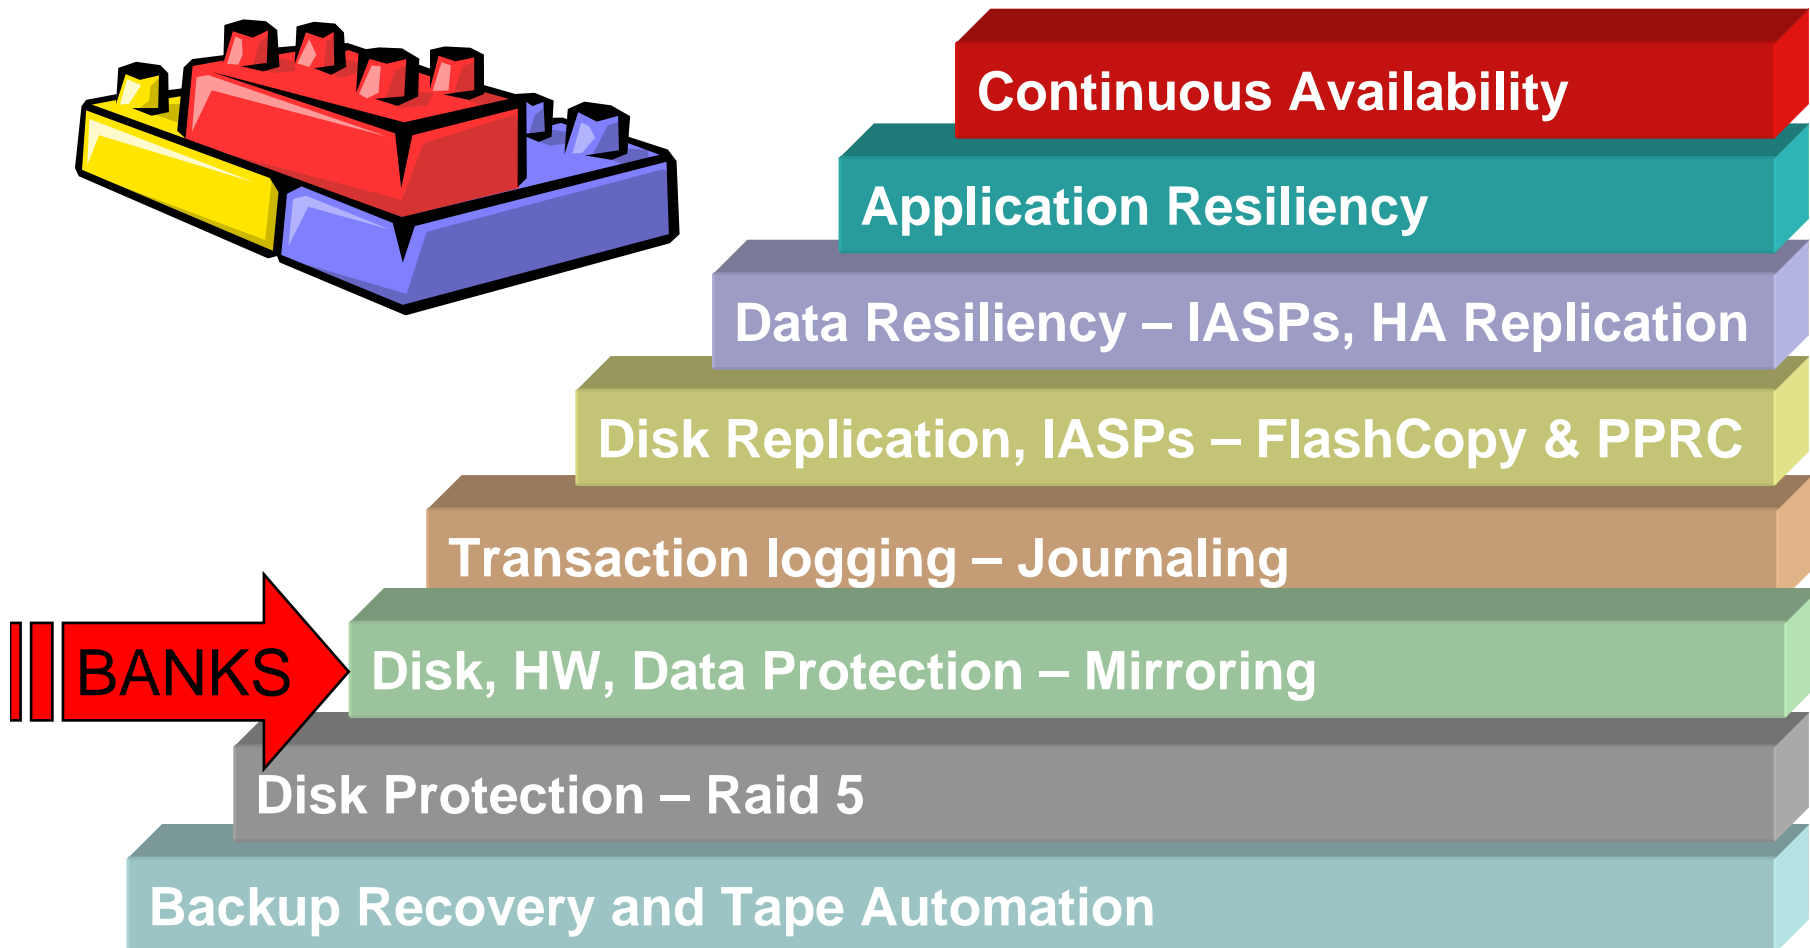 Continuous Availability
Application Resiliency
Data Resiliency – IASPs, HA Replication
Disk Replication, IASPs – FlashCopy & PPRC
Transaction logging – Journaling
BANKS
Disk, HW, Data Protection – Mirroring
Disk Protection – Raid 5
Backup Recovery and Tape Automation